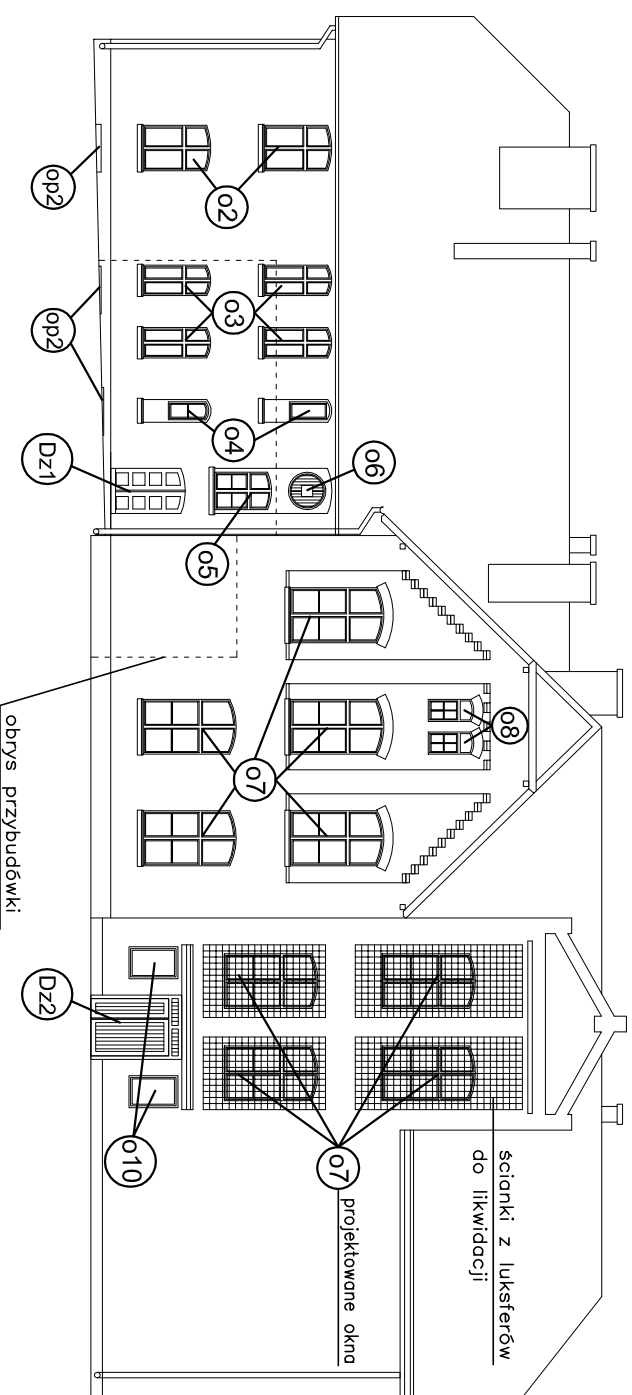 op2
op2
Dz1
o2
o3
o4
o6
o5
o8
o7
obrys przybudówki
Dz2
o10
o7 projektowane okna
ścianki z luksferów
do likwidacji